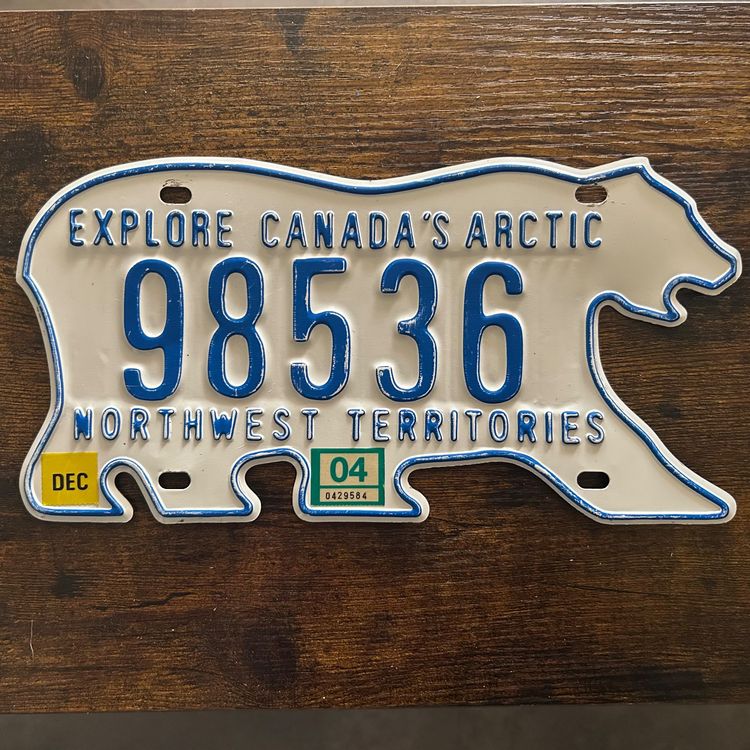 EXPLORE CANADA'S ARCTIC
98536
NORTHWEST TERRITORIES
DEC
04
0429584